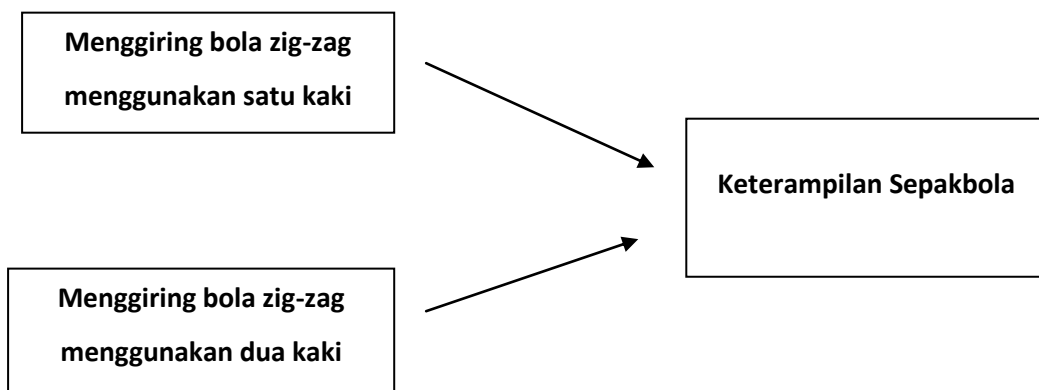 Menggiring bola zig-zag
menggunakan satu kaki
Keterampilan Sepakbola
Menggiring bola zig-zag
menggunakan dua kaki